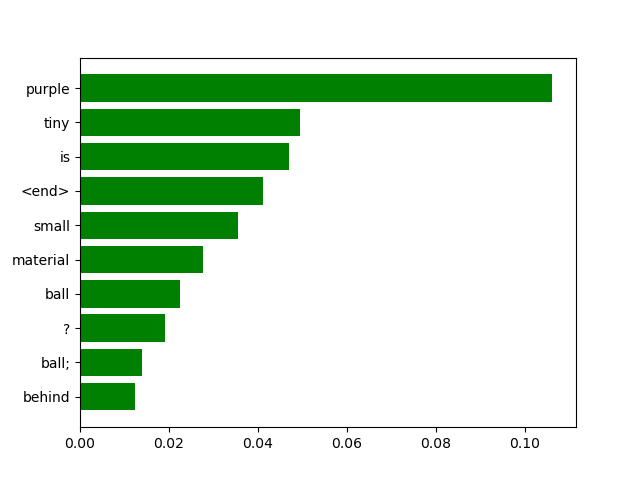 purple
tiny
is
<end>
small
material
ball
?
ball;
behind
0.00 0.02 0.04 0.06 0.08 0.10